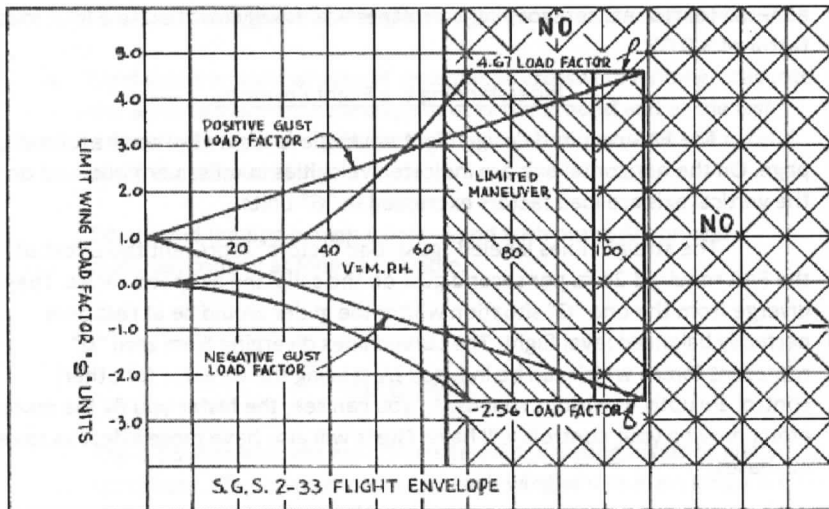 NO
5.0
4.67 LOAD FACTOR
4.0
POSITIVE GUST
LOAD FACTOR
3.0
2.0
LIMITED
MANEUVER
NO
1.0
20
40
60
80
100
V=M.P.H.
0.0
-1.0
NEGATIVE GUST
LOAD FACTOR
-2.0
-2.56 LOAD FACTOR
-3.0
LIMIT WING LOAD FACTOR "G" UNITS
S.G.S. 2-33 FLIGHT ENVELOPE